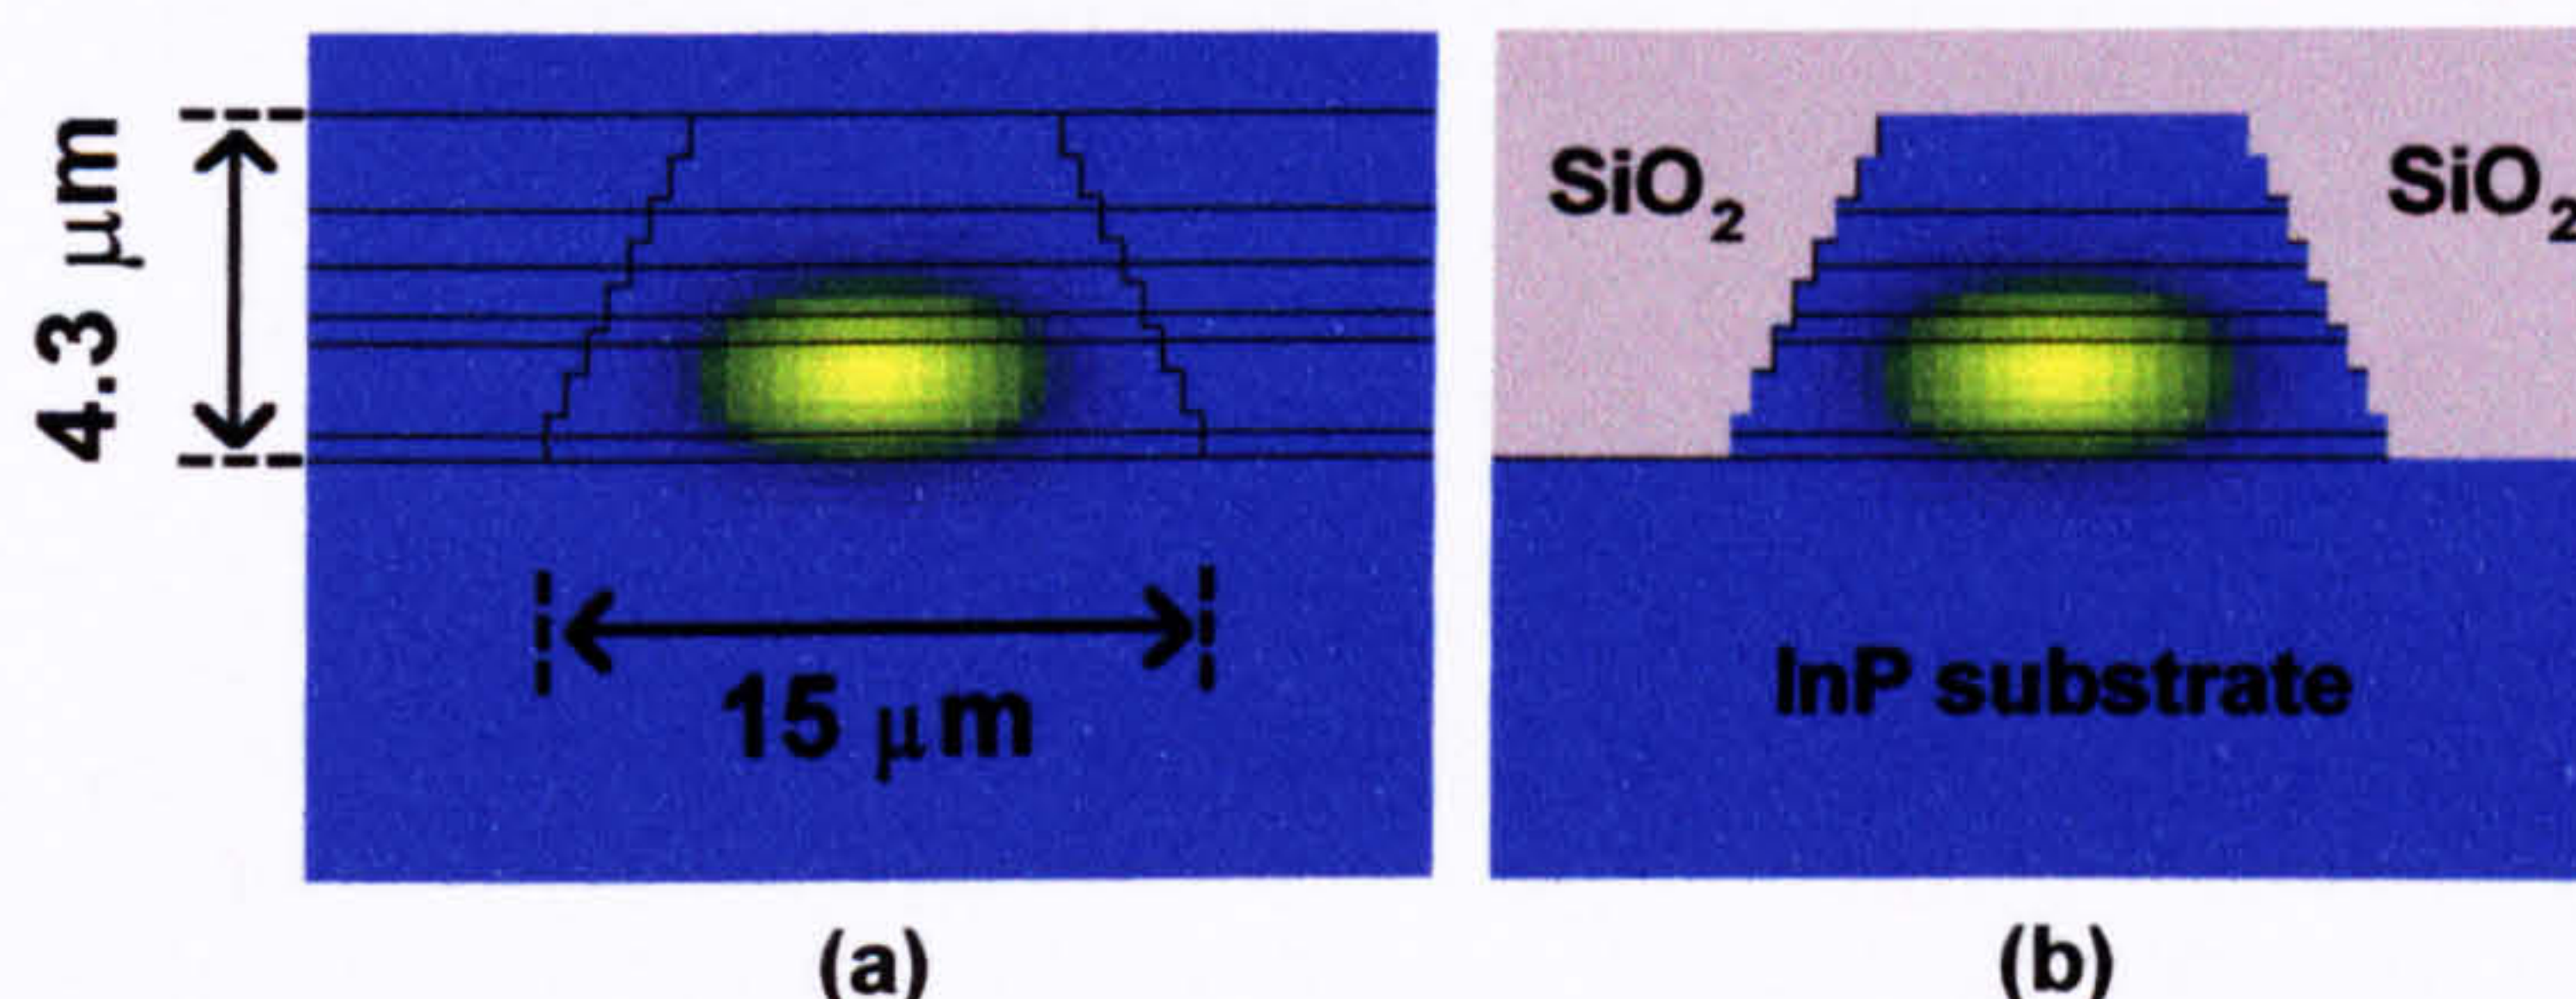 4.3 μm
SiO₂
SiO₂
15 μm
InP substrate
(a)
(b)